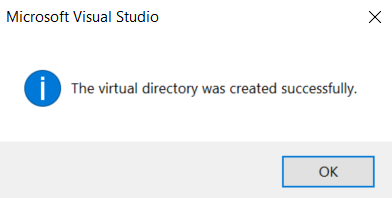 Microsoft Visual Studio
The virtual directory was created successfully.
OK